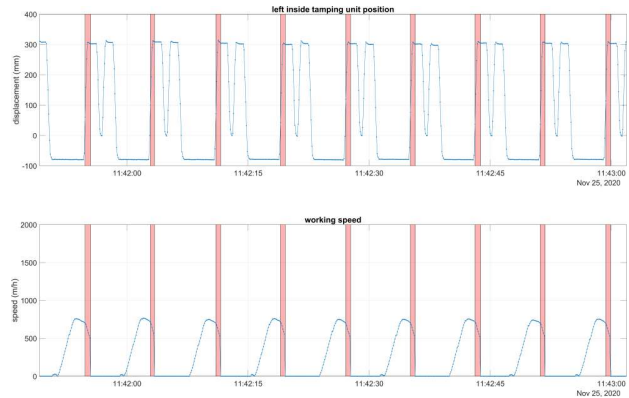 left inside tamping unit position
400
300
200
100
0
-100
displacement (mm)
11:42:00 11:42:15 11:42:30 11:42:45 11:43:00
Nov 25, 2020
working speed
2000
1500
1000
500
0
speed (m/h)
11:42:00 11:42:15 11:42:30 11:42:45 11:43:00
Nov 25, 2020